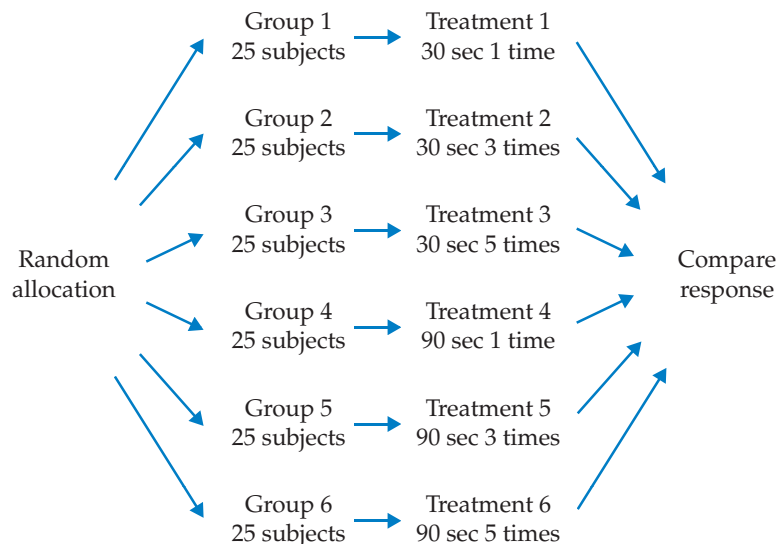 Group 1
25 subjects
Treatment 1
30 sec 1 time
Group 2
25 subjects
Treatment 2
30 sec 3 times
Group 3
25 subjects
Treatment 3
30 sec 5 times
Random
allocation
Compare
response
Group 4
25 subjects
Treatment 4
90 sec 1 time
Group 5
25 subjects
Treatment 5
90 sec 3 times
Group 6
25 subjects
Treatment 6
90 sec 5 times